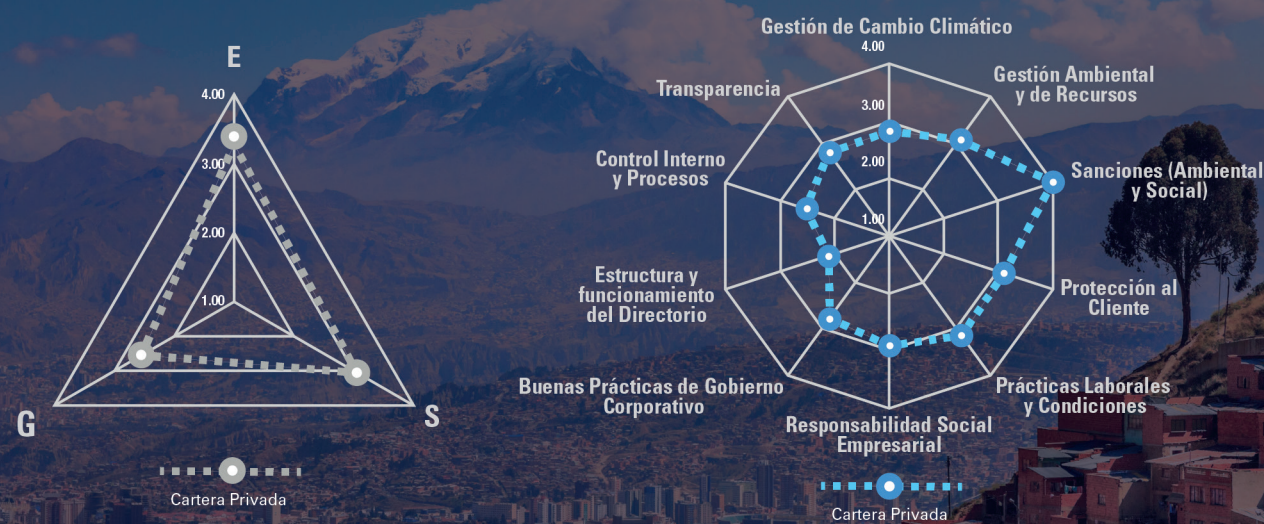 E
4.00
3.00
2.00
1.00
G
S
Cartera Privada
Gestión de Cambio Climático
4.00
3.00
2.00
1.00
Gestión Ambiental
y de Recursos
Sanciones (Ambiental
y Social)
Protección al
Cliente
Prácticas Laborales
y Condiciones
Responsabilidad Social
Empresarial
Buenas Prácticas de Gobierno
Corporativo
Estructura y
funcionamiento
del Directorio
Control Interno
y Procesos
Transparencia
Cartera Privada